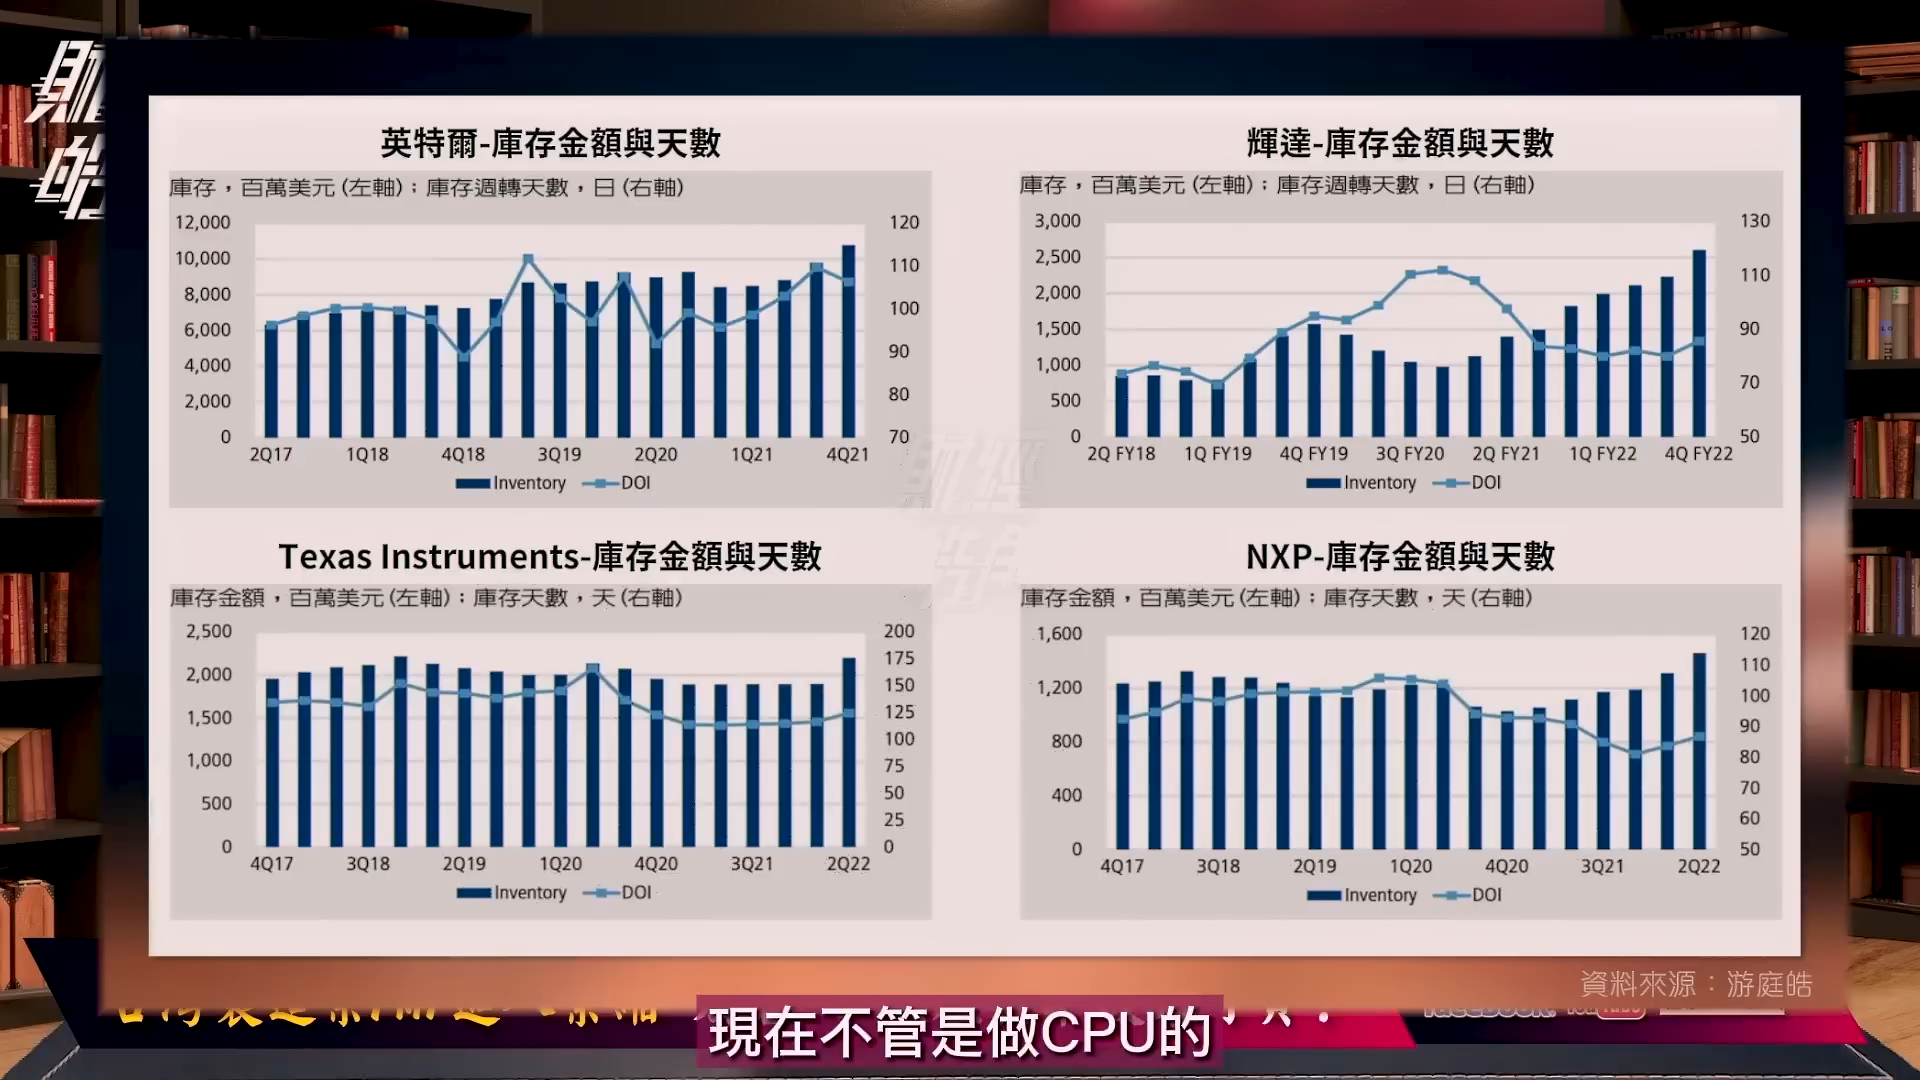 英特爾-庫存金額與天數
庫存，百萬美元 (左軸)；庫存週轉天數，日 (右軸)
12,000
10,000
8,000
6,000
4,000
2,000
0
120
110
100
90
80
70
2Q17 1Q18 4Q18 3Q19 2Q20 1Q21 4Q21
Inventory DOI
輝達-庫存金額與天數
庫存，百萬美元 (左軸)；庫存週轉天數，日 (右軸)
3,000
2,500
2,000
1,500
1,000
500
0
130
110
90
70
50
2Q FY18 1Q FY19 4Q FY19 3Q FY20 2Q FY21 1Q FY22 4Q FY22
Inventory DOI
Texas Instruments-庫存金額與天數
庫存金額，百萬美元 (左軸)；庫存天數，天 (右軸)
2,500
2,000
1,500
1,000
500
0
200
175
150
125
100
75
50
25
0
4Q17 3Q18 2Q19 1Q20 4Q20 3Q21 2Q22
Inventory DOI
NXP-庫存金額與天數
庫存金額，百萬美元 (左軸)；庫存天數，天 (右軸)
1,600
1,200
800
400
0
120
110
100
90
80
70
60
50
4Q17 3Q18 2Q19 1Q20 4Q20 3Q21 2Q22
Inventory DOI
資料來源：游庭皓
現在不管是做CPU的